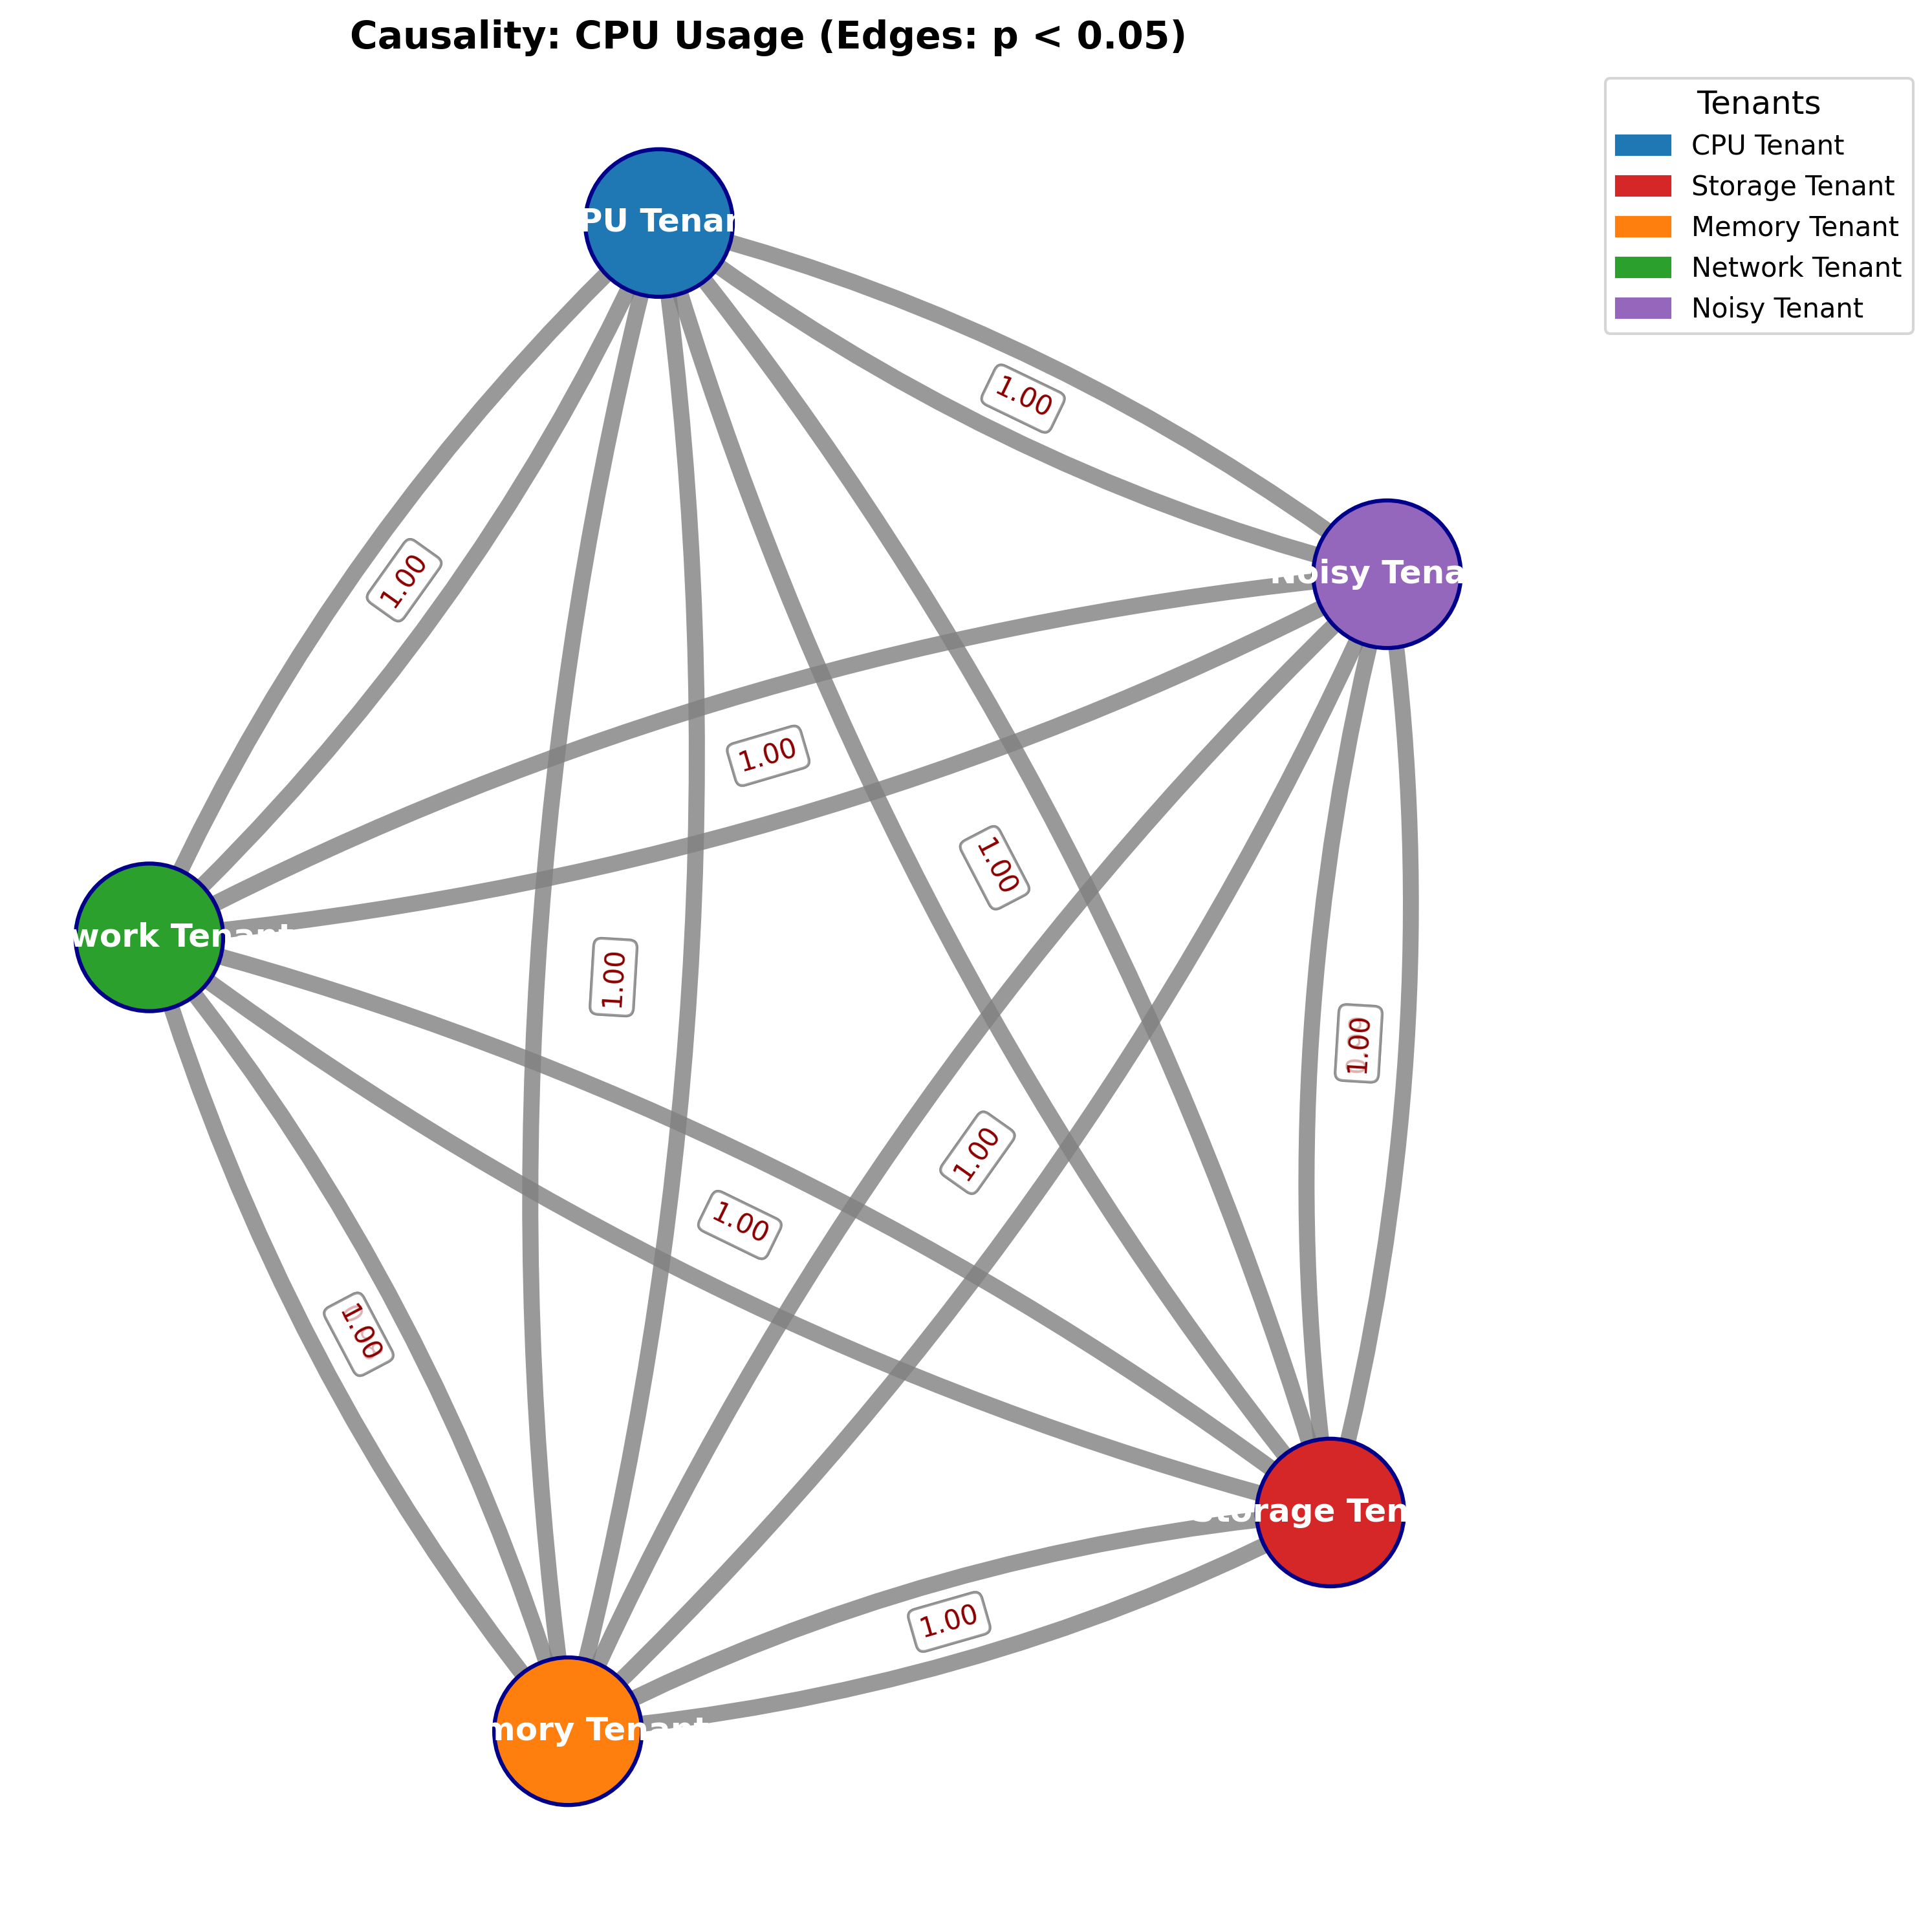 Causality: CPU Usage (Edges: p < 0.05)
Tenants
CPU Tenant
Storage Tenant
Memory Tenant
Network Tenant
Noisy Tenant
PU Tenan
1.00
Noisy Tena
1.00
1.00
1.00
work Tenant
1.00
1.00
1.00
1.00
1.00
Storage Ten
1.00
mory Tenant